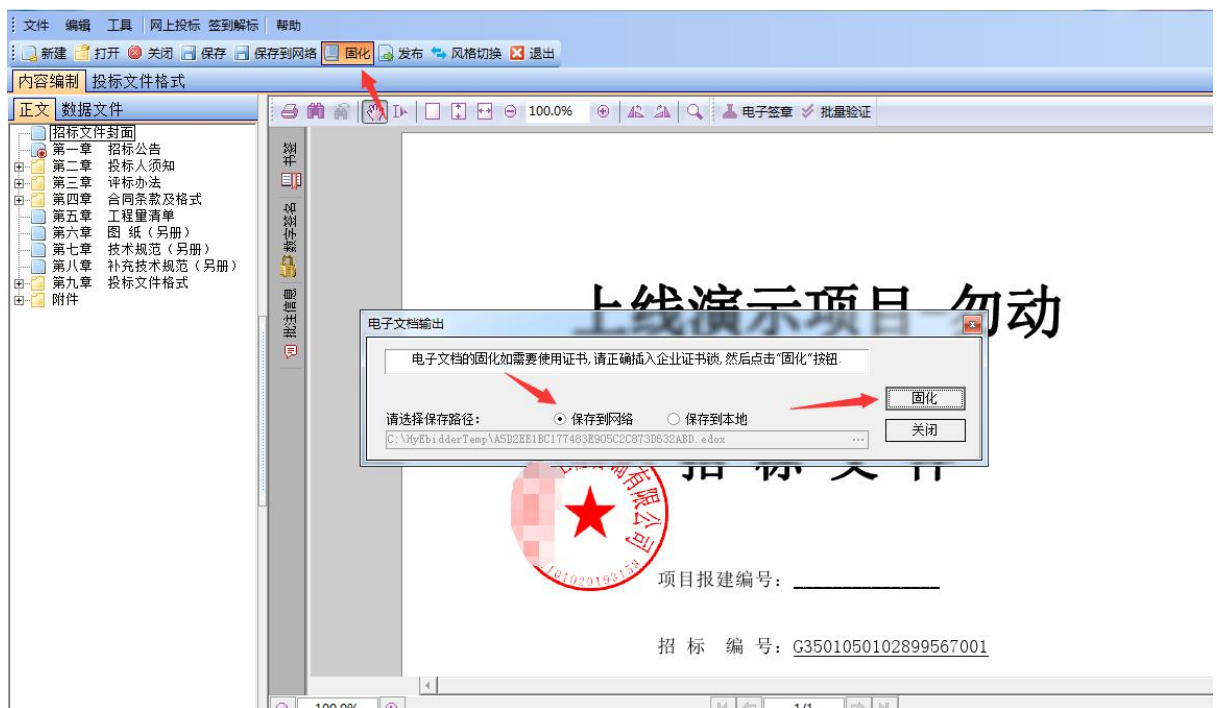 文件 编辑 工具 网上投标 签到解标 帮助
新建 打开 关闭 保存 保存到网络 固化 发布 风格切换 退出
内容编制 投标文件格式
正文 数据文件
100.0% 电子签章 批量验证
招标文件封面
第一章 招标公告
第二章 投标人须知
第三章 评标办法
第四章 合同条款及格式
第五章 工程量清单
第六章 图 纸（另册）
第七章 技术规范（另册）
第八章 补充技术规范（另册）
第九章 投标文件格式
附件
书签
数字签名
批注信息
上线演示项目-勿动
电子文档输出
电子文档的固化如需要使用证书,请正确插入企业证书锁,然后点击"固化"按钮.
固化
请选择保存路径: 保存到网络 保存到本地
关闭
C:\HyEbidderTemp\A5D2EE1BC177483E905C2C873D632ABD.edox ...
招 标 文 件
有限公司
101020193158
项目报建编号:
招 标 编 号: G3501050102899567001
100.0% 1/1